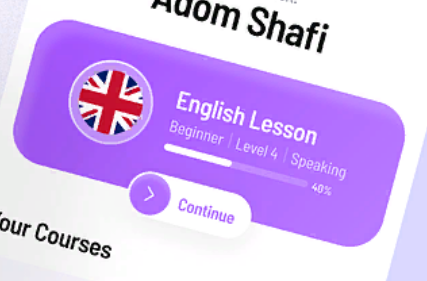 Adom Shafi
English Lesson
Beginner | Level 4 | Speaking
40%
Continue
Your Courses